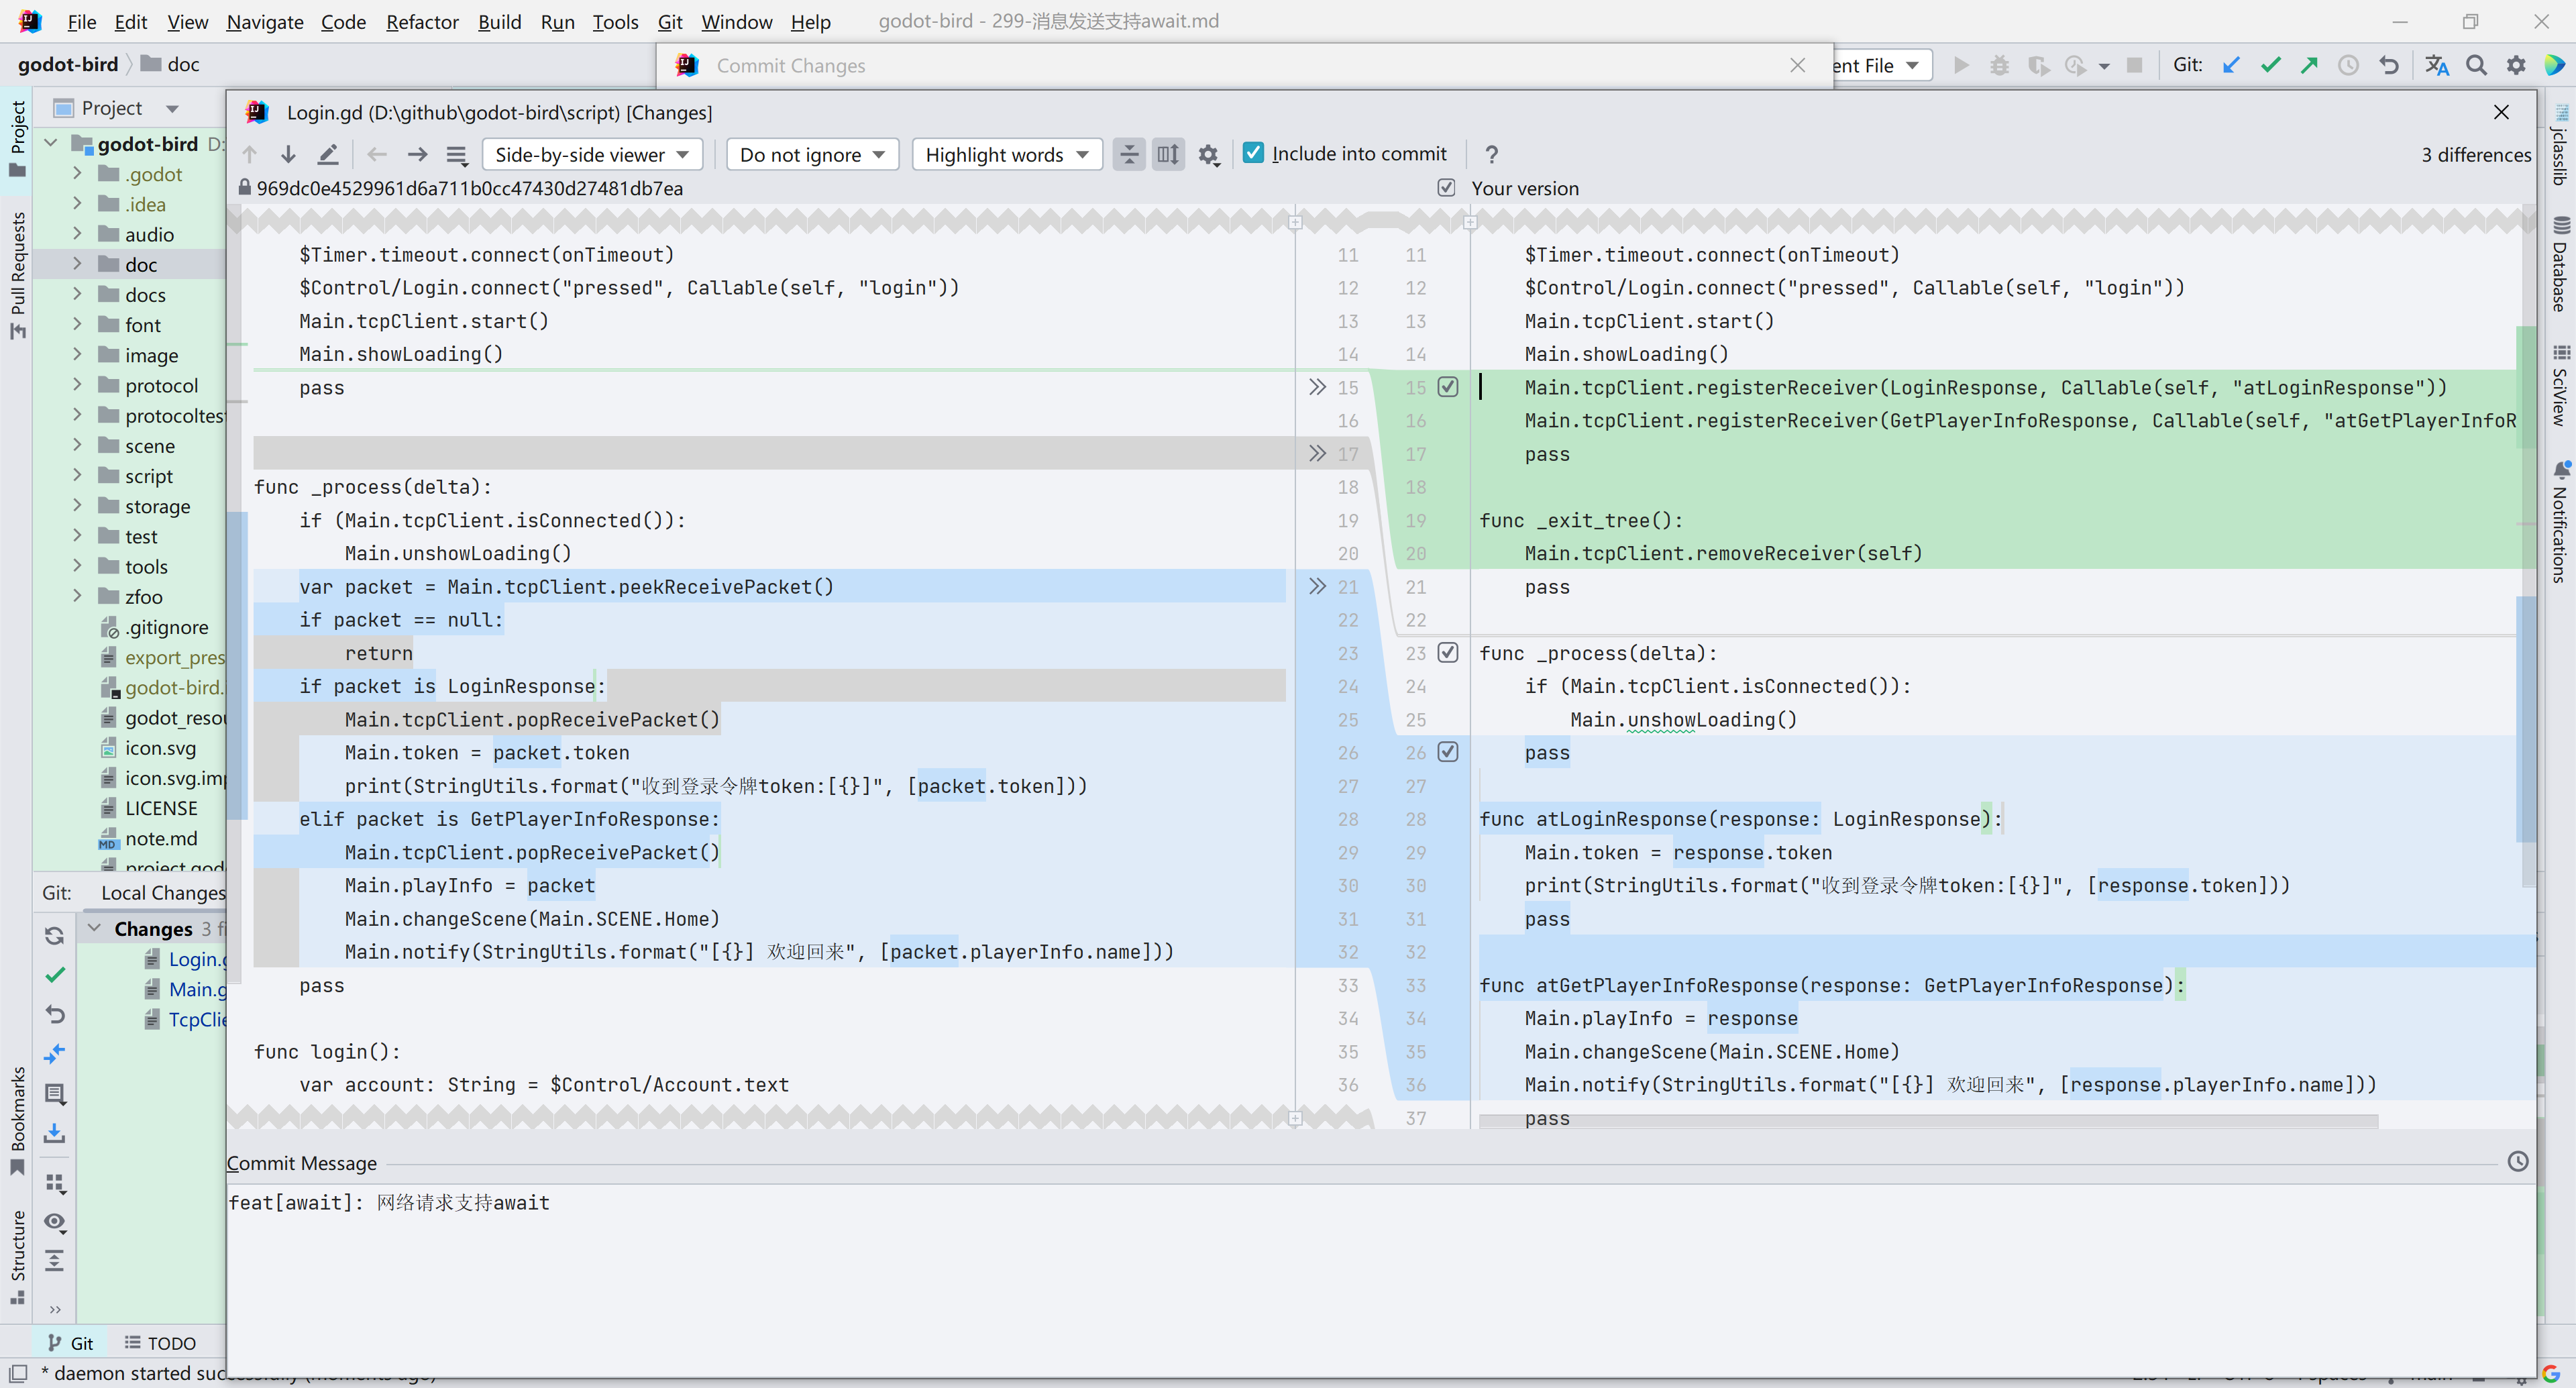 File Edit View Navigate Code Refactor Build Run Tools Git Window Help godot-bird - 299-消息发送支持await.md
godot-bird doc
Commit Changes
ent File
Git:
Project
Login.gd (D:\github\godot-bird\script) [Changes]
Side-by-side viewer Do not ignore Highlight words Include into commit ? 3 differences
969dc0e4529961d6a711b0cc47430d27481db7ea
Your version
Project
Pull Requests
Bookmarks
Structure
godot-bird D:
.godot
.idea
audio
doc
docs
font
image
protocol
protocoltest
scene
script
storage
test
tools
zfoo
.gitignore
export_pres
godot-bird.
godot_resou
icon.svg
icon.svg.imp
LICENSE
note.md
project.god
Git: Local Changes
Changes 3 fi
Login.g
Main.g
TcpClie
$Timer.timeout.connect(onTimeout) 11
$Control/Login.connect("pressed", Callable(self, "login")) 12
Main.tcpClient.start() 13
Main.showLoading() 14
pass 15
16
17
func _process(delta): 18
if (Main.tcpClient.isConnected()): 19
Main.unshowLoading() 20
var packet = Main.tcpClient.peekReceivePacket() 21
if packet == null: 22
return 23
if packet is LoginResponse: 24
Main.tcpClient.popReceivePacket() 25
Main.token = packet.token 26
print(StringUtils.format("收到登录令牌token:[{}]", [packet.token])) 27
elif packet is GetPlayerInfoResponse: 28
Main.tcpClient.popReceivePacket() 29
Main.playInfo = packet 30
Main.changeScene(Main.SCENE.Home) 31
Main.notify(StringUtils.format("[{}] 欢迎回来", [packet.playerInfo.name])) 32
pass 33
34
func login(): 35
var account: String = $Control/Account.text 36
11 $Timer.timeout.connect(onTimeout)
12 $Control/Login.connect("pressed", Callable(self, "login"))
13 Main.tcpClient.start()
14 Main.showLoading()
15 Main.tcpClient.registerReceiver(LoginResponse, Callable(self, "atLoginResponse"))
16 Main.tcpClient.registerReceiver(GetPlayerInfoResponse, Callable(self, "atGetPlayerInfoR
17 pass
18
19 func _exit_tree():
20 Main.tcpClient.removeReceiver(self)
21 pass
22
23 func _process(delta):
24 if (Main.tcpClient.isConnected()):
25 Main.unshowLoading()
26 pass
27
28 func atLoginResponse(response: LoginResponse):
29 Main.token = response.token
30 print(StringUtils.format("收到登录令牌token:[{}]", [response.token]))
31 pass
32
33 func atGetPlayerInfoResponse(response: GetPlayerInfoResponse):
34 Main.playInfo = response
35 Main.changeScene(Main.SCENE.Home)
36 Main.notify(StringUtils.format("[{}] 欢迎回来", [response.playerInfo.name]))
37 pass
jclasslib
Database
SciView
Notifications
Commit Message
feat[await]: 网络请求支持await
Git TODO
* daemon started successfully (moments ago)